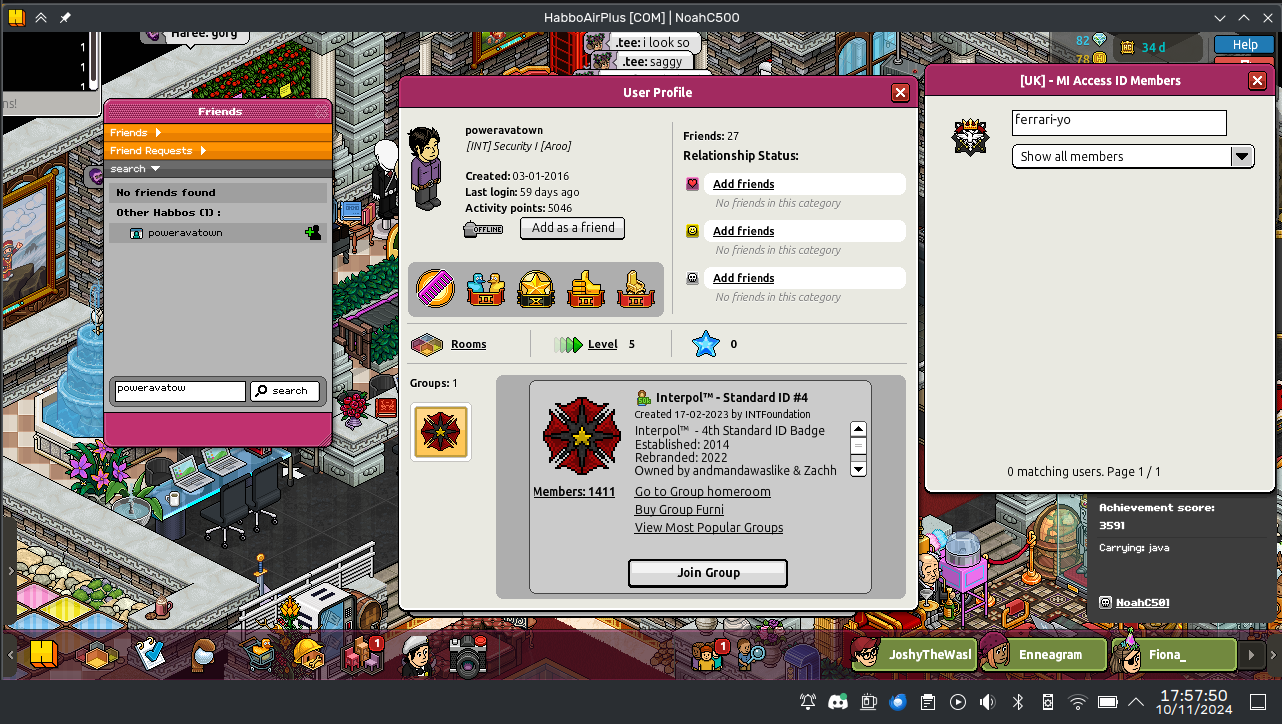 HabboAirPlus [COM] | NoahC500
Haree: gorg
.tee: i look so
.tee: saggy
82
78
34 d
Help
1
1
1
ns!
Friends
Friends
Friend Requests
search
No friends found
Other Habbos (1) :
poweravatown
poweravatow
search
User Profile
poweravatown
[INT] Security I [Aroo]
Created: 03-01-2016
Last login: 59 days ago
Activity points: 5046
OFFLINE
Add as a friend
Friends: 27
Relationship Status:
Add friends
No friends in this category
Add friends
No friends in this category
Add friends
No friends in this category
Rooms
Level 5
0
Groups: 1
Interpol™ - Standard ID #4
Created 17-02-2023 by INTFoundation
Interpol™ - 4th Standard ID Badge
Established: 2014
Rebranded: 2022
Owned by andmandawaslike & Zachh
Members: 1411
Go to Group homeroom
Buy Group Furni
View Most Popular Groups
Join Group
[UK] - MI Access ID Members
ferrari-yo
Show all members
0 matching users. Page 1 / 1
Achievement score:
3591
Carrying: java
NoahC501
1
1
JoshyTheWasl
Enneagram
Fiona_
17:57:50
10/11/2024